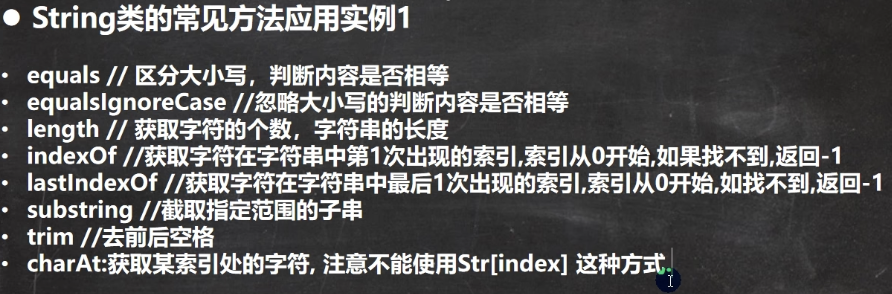 ● String类的常见方法应用实例1
• equals // 区分大小写，判断内容是否相等
• equalsIgnoreCase //忽略大小写的判断内容是否相等
• length // 获取字符的个数，字符串的长度
• indexOf //获取字符在字符串中第1次出现的索引,索引从0开始,如果找不到,返回-1
• lastIndexOf //获取字符在字符串中最后1次出现的索引,索引从0开始,如找不到,返回-1
• substring //截取指定范围的子串
• trim //去前后空格
• charAt:获取某索引处的字符, 注意不能使用Str[index] 这种方式.